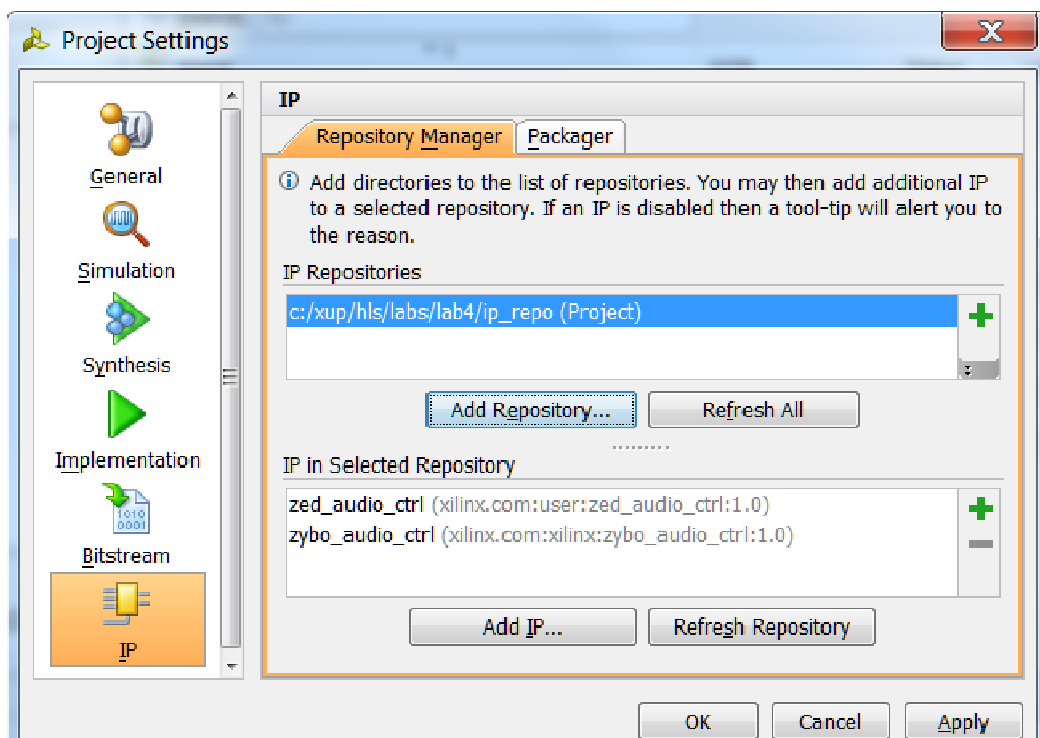 Project Settings
General
Simulation
Synthesis
Implementation
1010
0001
Bitstream
IP
IP
Repository Manager
Packager
Add directories to the list of repositories. You may then add additional IP
to a selected repository. If an IP is disabled then a tool-tip will alert you to
the reason.
IP Repositories
c:/xup/hls/labs/lab4/ip_repo (Project)
Add Repository...
Refresh All
IP in Selected Repository
zed_audio_ctrl (xilinx.com:user:zed_audio_ctrl:1.0)
zybo_audio_ctrl (xilinx.com:xilinx:zybo_audio_ctrl:1.0)
Add IP...
Refresh Repository
OK
Cancel
Apply